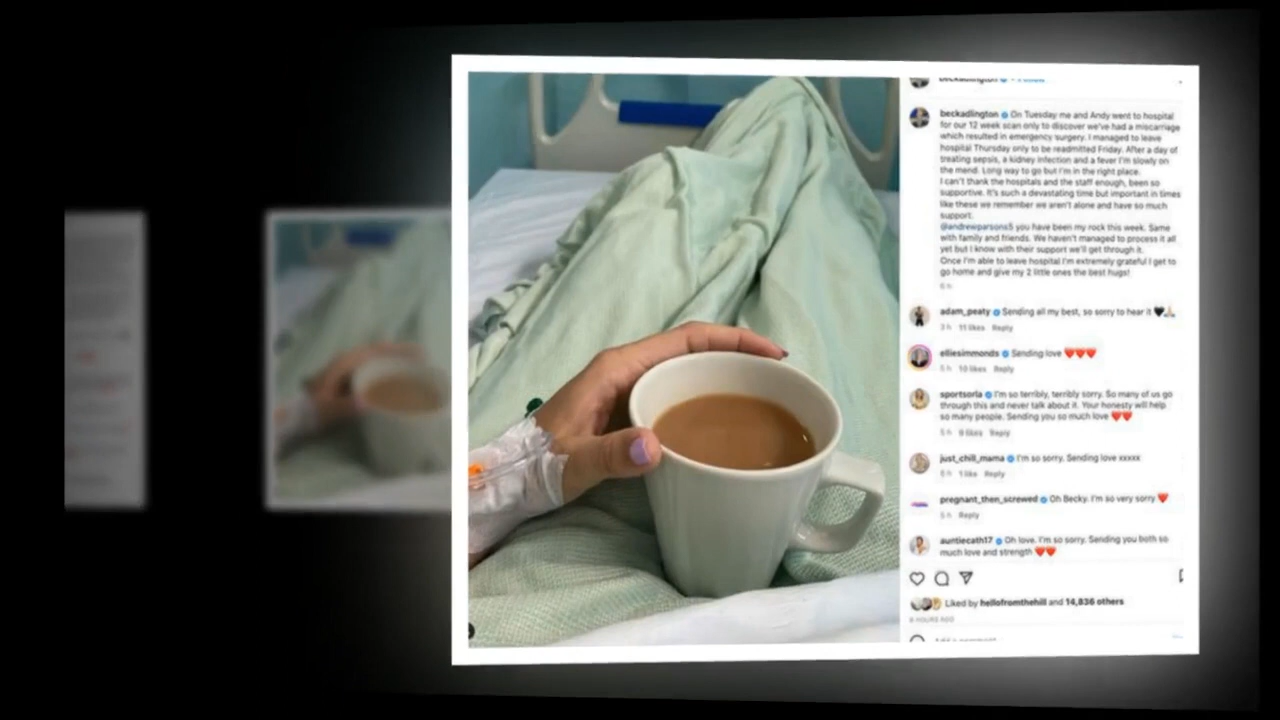 beckadlington On Tuesday me and Andy went to hospital
for our 12 week scan only to discover we've had a miscarriage
which resulted in emergency surgery. I managed to leave
hospital Thursday only to be readmitted Friday. After a day of
treating sepsis, a kidney infection and a fever I'm slowly on
the mend. Long way to go but I'm in the right place.
I can't thank the hospitals and the staff enough, been so
supportive. It's such a devastating time but important in times
like these we remember we aren't alone and have so much
support.
@andrewparsons5 you have been my rock this week. Same
with family and friends. We haven't managed to process it all
yet but I know with their support we'll get through it.
Once I'm able to leave hospital I'm extremely grateful I get to
go home and give my 2 little ones the best hugs!
6 h
adam_peaty Sending all my best, so sorry to hear it 🖤🙏🏻
3 h 11 likes Reply
elliesimmonds Sending love ❤️❤️❤️
5 h 10 likes Reply
sportsorla I'm so terribly, terribly sorry. So many of us go
through this and never talk about it. Your honesty will help
so many people. Sending you so much love ❤️❤️
5 h 9 likes Reply
just_chill_mama I'm so sorry. Sending love xxxxx
6 h 1 like Reply
pregnant_then_screwed Oh Becky. I'm so very sorry ❤️
5 h Reply
auntiecath17 Oh love. I'm so sorry. Sending you both so
much love and strength ❤️❤️
Liked by hellofromthehill and 14,836 others
6 HOURS AGO